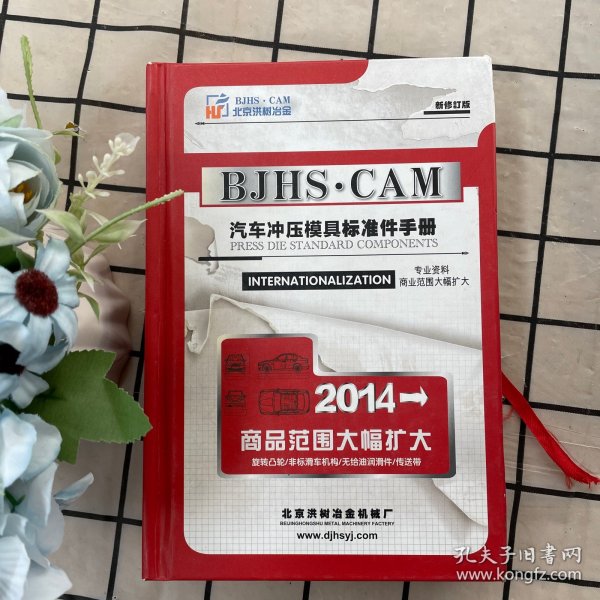 BJHS·CAM
北京洪树冶金
新修訂版
BJHS·CAM
汽车冲压模具标准件手册
PRESS DIE STANDARD COMPONENTS
INTERNATIONALIZATION
专业资料
商业范围大幅扩大
2014
商品范围大幅扩大
旋转凸轮/非标滑车机构/无给油润滑件/传送带
北京洪树冶金机械厂
BEIJINGHONGSHU METAL MACHINERY FACTORY
www.djhsyj.com
孔夫子旧书网
www.kongfz.com